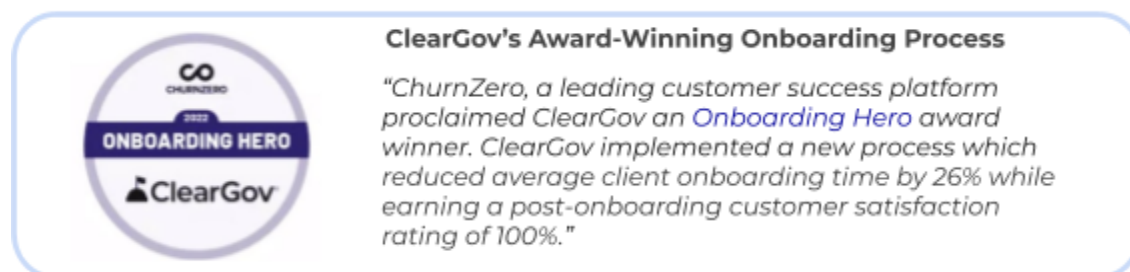 CHURNZERO
2022
ONBOARDING HERO
ClearGov
ClearGov's Award-Winning Onboarding Process
"ChurnZero, a leading customer success platform
proclaimed ClearGov an Onboarding Hero award
winner. ClearGov implemented a new process which
reduced average client onboarding time by 26% while
earning a post-onboarding customer satisfaction
rating of 100%."